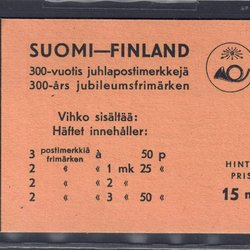 SUOMI—FINLAND
300-vuotis juhlapostimerkkejä
300-års jubileumsfrimärken
Vihko sisältää:
Häftet innehåller:
3 postimerkkiä frimärken à 50 p
2 « « 1 mk 25 «
2 « « 2 «
2 « « 3 « 50 «
HINT
PRIS
15 m